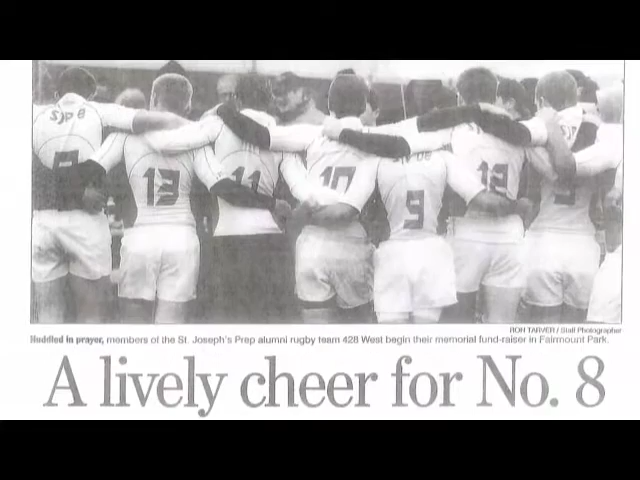 SJP 8
13
11
10
9
12
RON TARVER / Staff Photographer
Huddled in prayer, members of the St. Joseph's Prep alumni rugby team 428 West begin their memorial fund-raiser in Fairmount Park.
A lively cheer for No. 8